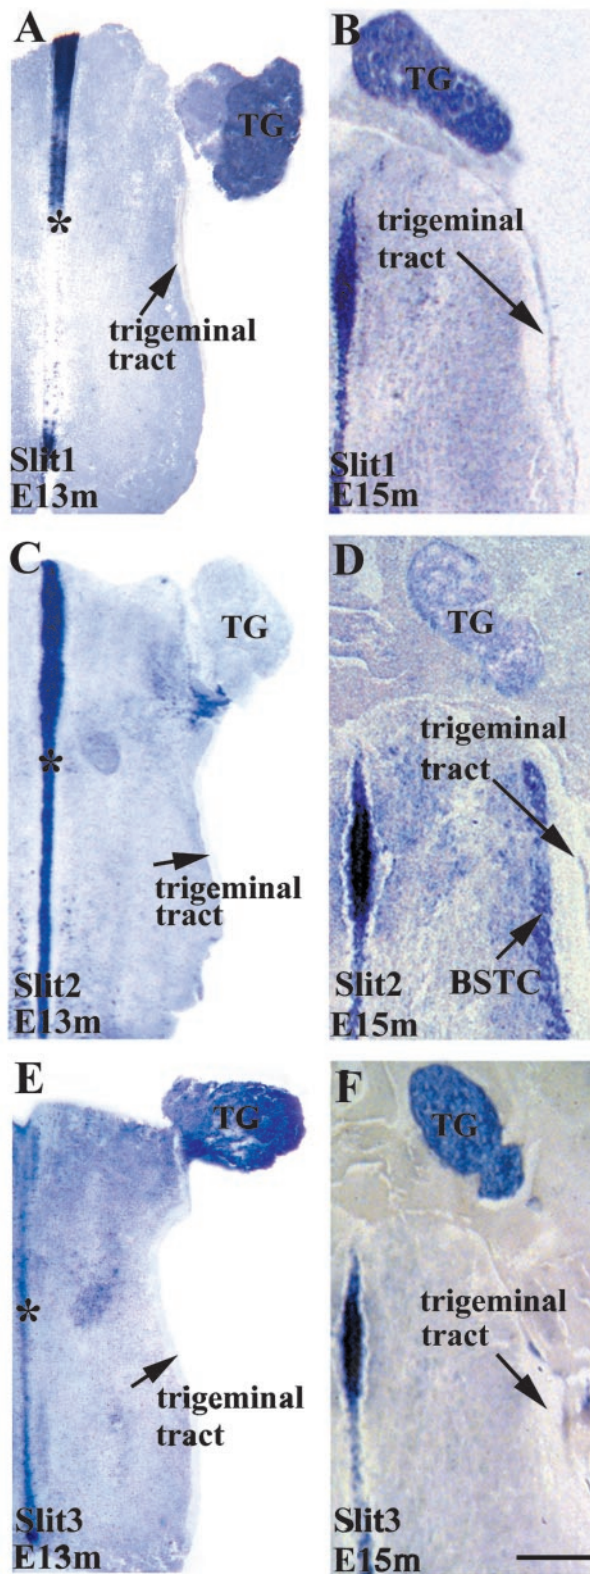 A
TG
*
trigeminal
tract
Slit1
E13m
B
TG
trigeminal
tract
Slit1
E15m
C
TG
*
trigeminal
tract
Slit2
E13m
D
TG
trigeminal
tract
BSTC
Slit2
E15m
E
TG
*
trigeminal
tract
Slit3
E13m
F
TG
trigeminal
tract
Slit3
E15m